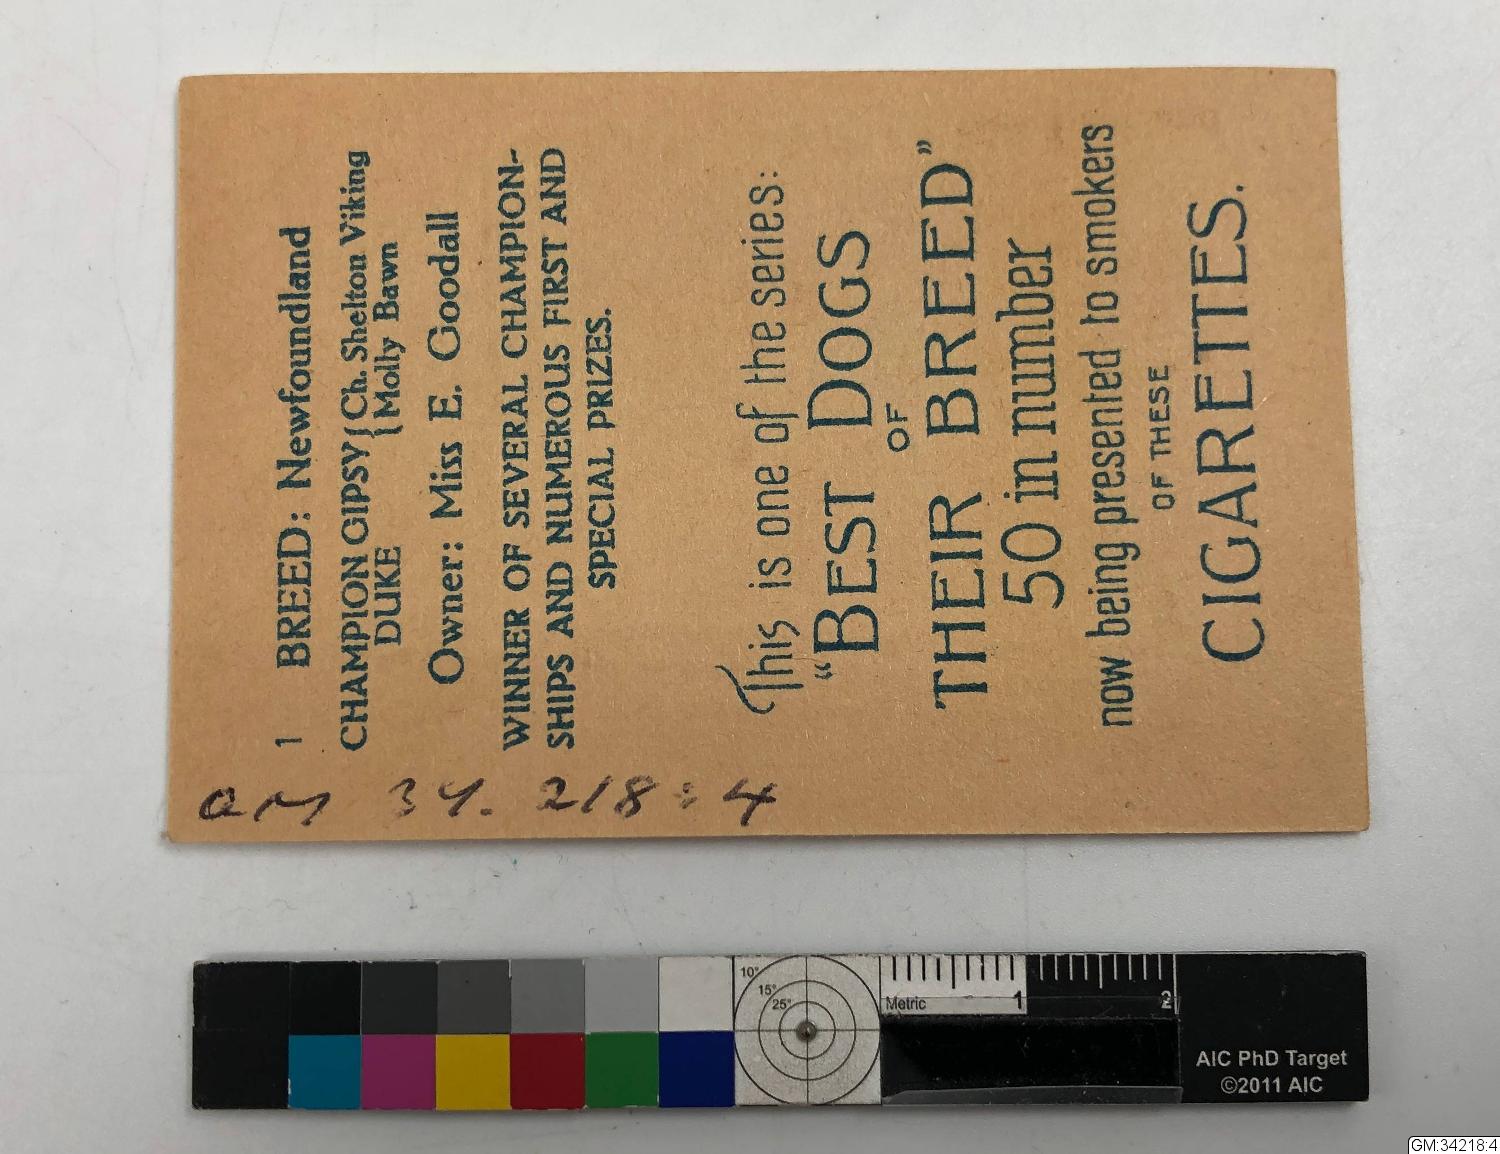 1 BREED: Newfoundland
CHAMPION GIPSY { Ch. Shelton Viking
DUKE { Molly Bawn
Owner: Miss E. Goodall
WINNER OF SEVERAL CHAMPION-
SHIPS AND NUMEROUS FIRST AND
SPECIAL PRIZES.
This is one of the series:
“BEST DOGS
OF
THEIR BREED”
50 in number
now being presented to smokers
OF THESE
CIGARETTES.
GM 34.218:4
10°
15°
25°
Metric 1 2
AIC PhD Target
©2011 AIC
GM:34218:4